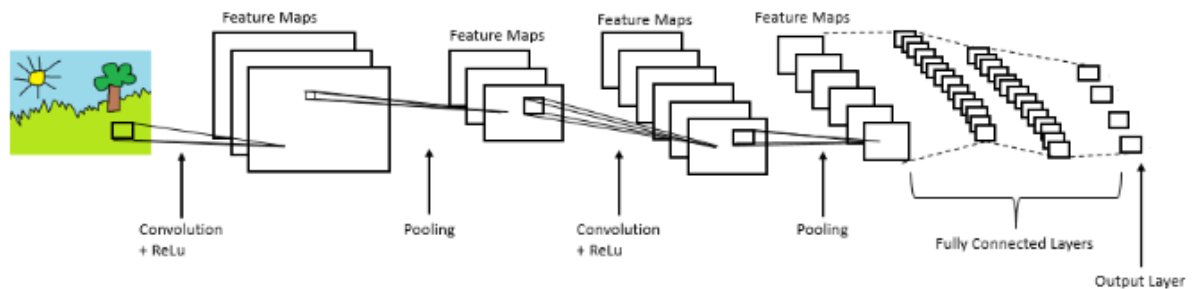 Feature Maps
Feature Maps
Feature Maps
Feature Maps
Convolution
+ ReLu
Pooling
Convolution
+ ReLu
Pooling
Fully Connected Layers
Output Layer